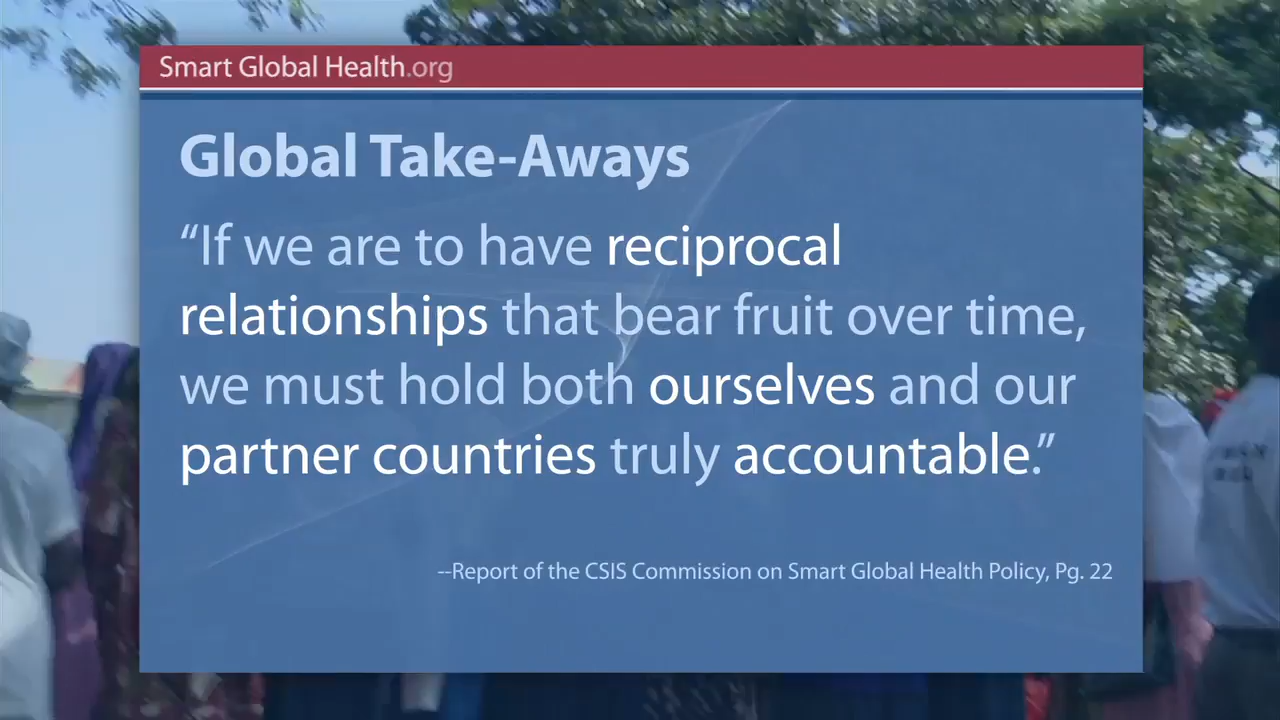 Smart Global Health.org
Global Take-Aways
“If we are to have reciprocal
relationships that bear fruit over time,
we must hold both ourselves and our
partner countries truly accountable.”
--Report of the CSIS Commission on Smart Global Health Policy, Pg. 22